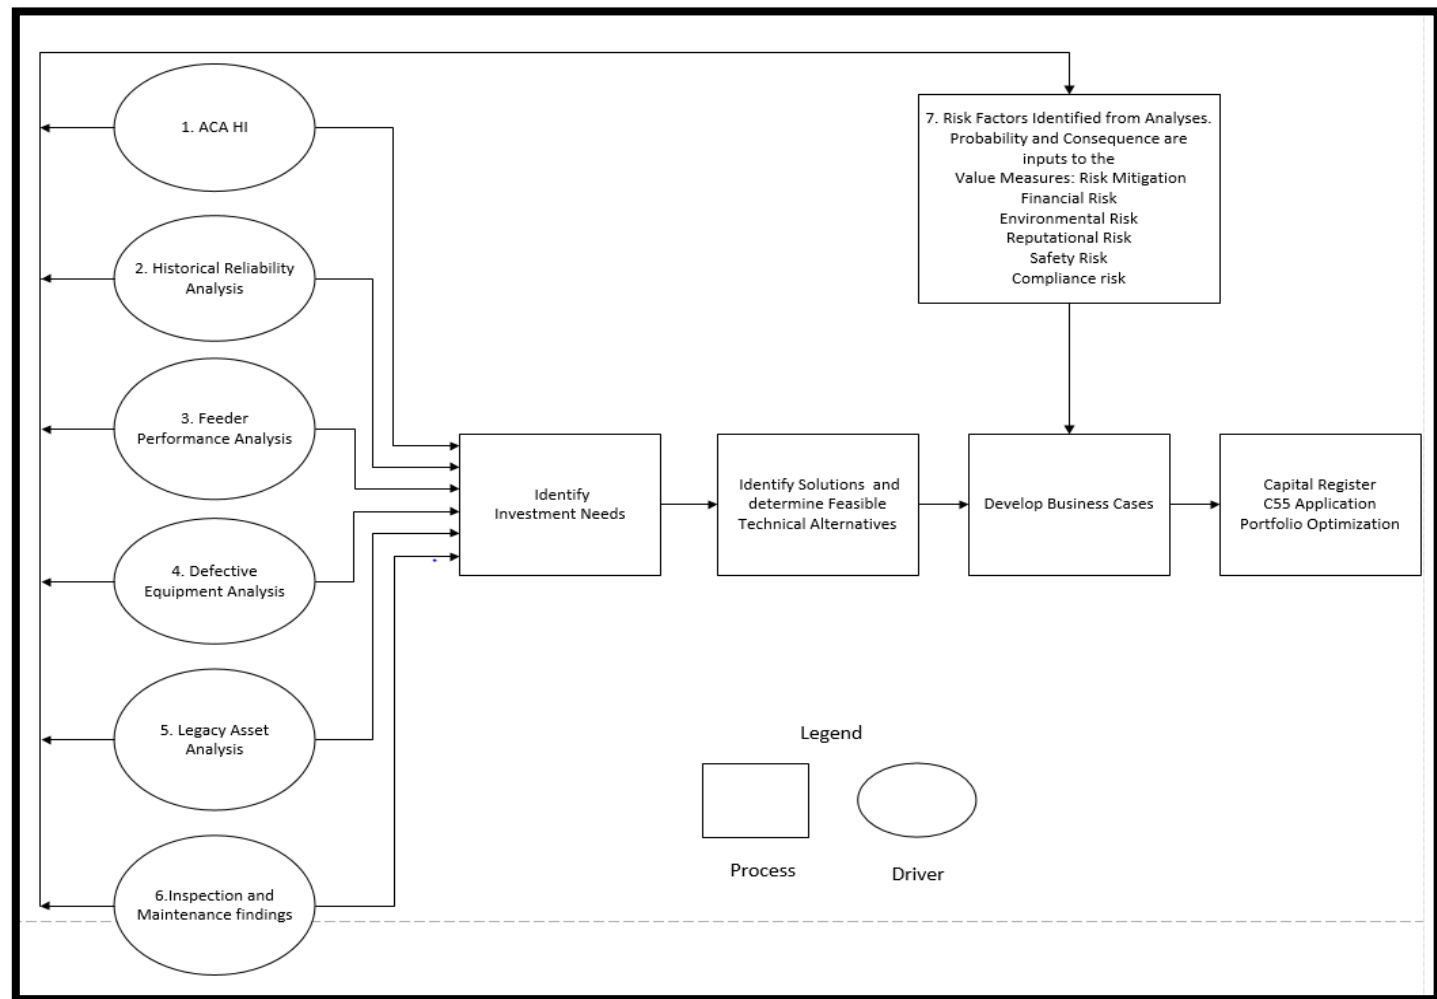 1. ACA HI
2. Historical Reliability
Analysis
3. Feeder
Performance Analysis
4. Defective
Equipment Analysis
5. Legacy Asset
Analysis
6.Inspection and
Maintenance findings
7. Risk Factors Identified from Analyses.
Probability and Consequence are
inputs to the
Value Measures: Risk Mitigation
Financial Risk
Environmental Risk
Reputational Risk
Safety Risk
Compliance risk
Identify
Investment Needs
Identify Solutions and
determine Feasible
Technical Alternatives
Develop Business Cases
Capital Register
C55 Application
Portfolio Optimization
Legend
Process
Driver